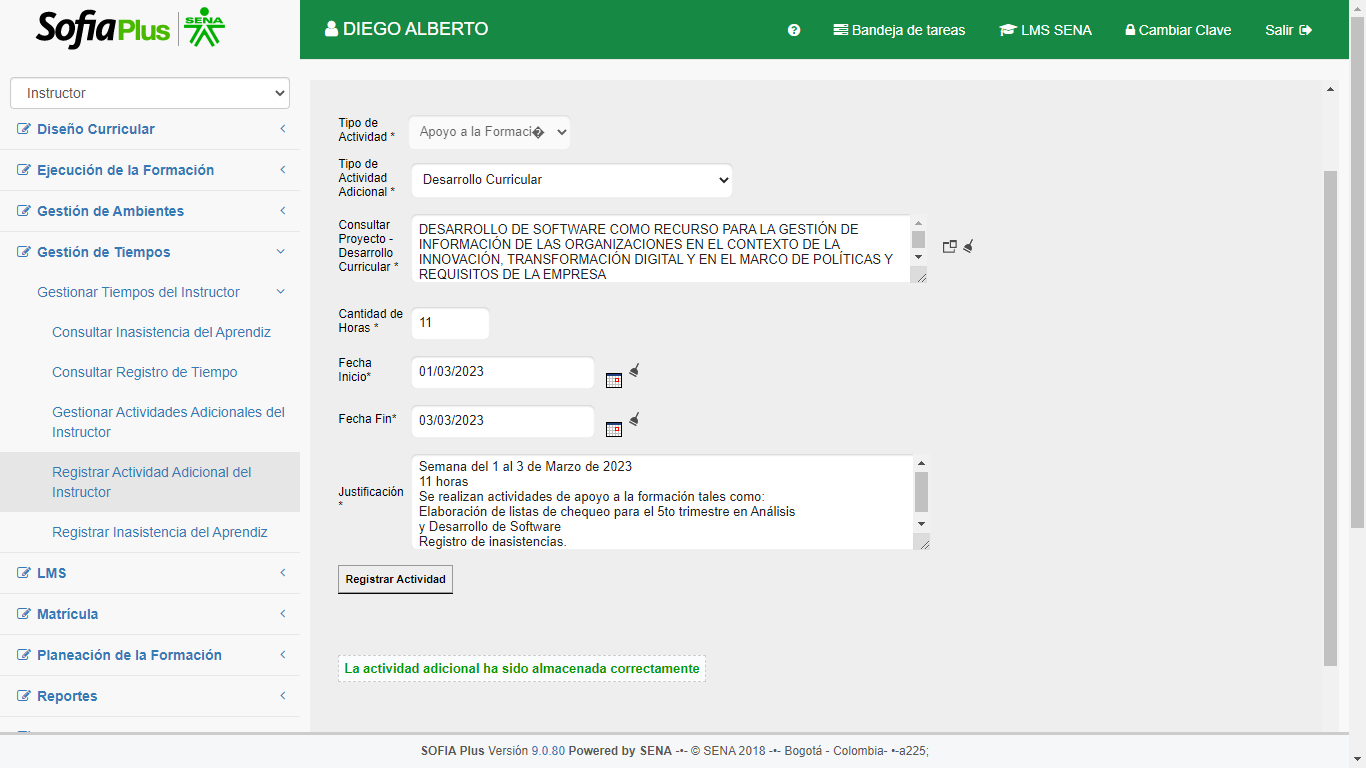 SofiaPlus
SENA
DIEGO ALBERTO
Bandeja de tareas
LMS SENA
Cambiar Clave
Salir
Instructor
Diseño Curricular
Ejecución de la Formación
Gestión de Ambientes
Gestión de Tiempos
Gestionar Tiempos del Instructor
Consultar Inasistencia del Aprendiz
Consultar Registro de Tiempo
Gestionar Actividades Adicionales del
Instructor
Registrar Actividad Adicional del
Instructor
Registrar Inasistencia del Aprendiz
LMS
Matrícula
Planeación de la Formación
Reportes
Tipo de
Actividad *
Apoyo a la Formaci�
Tipo de
Actividad
Adicional *
Desarrollo Curricular
Consultar
Proyecto -
Desarrollo
Curricular *
DESARROLLO DE SOFTWARE COMO RECURSO PARA LA GESTIÓN DE
INFORMACIÓN DE LAS ORGANIZACIONES EN EL CONTEXTO DE LA
INNOVACIÓN, TRANSFORMACIÓN DIGITAL Y EN EL MARCO DE POLÍTICAS Y
REQUISITOS DE LA EMPRESA
Cantidad de
Horas *
11
Fecha
Inicio*
01/03/2023
Fecha Fin*
03/03/2023
Justificación
*
Semana del 1 al 3 de Marzo de 2023
11 horas
Se realizan actividades de apoyo a la formación tales como:
Elaboración de listas de chequeo para el 5to trimestre en Análisis
y Desarrollo de Software
Registro de inasistencias.
Registrar Actividad
La actividad adicional ha sido almacenada correctamente
SOFIA Plus Versión 9.0.80 Powered by SENA -•- © SENA 2018 -•- Bogotá - Colombia- •-a225;